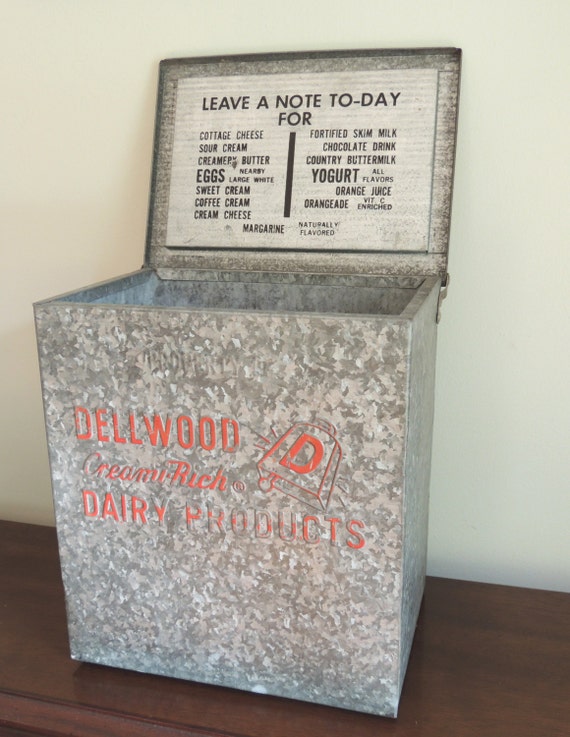 LEAVE A NOTE TO-DAY
FOR
COTTAGE CHEESE
SOUR CREAM
CREAMERY BUTTER
EGGS NEARBY LARGE WHITE
SWEET CREAM
COFFEE CREAM
CREAM CHEESE
FORTIFIED SKIM MILK
CHOCOLATE DRINK
COUNTRY BUTTERMILK
YOGURT ALL FLAVORS
ORANGE JUICE
ORANGEADE VIT C ENRICHED
MARGARINE NATURALLY FLAVORED
PROPERTY
DELLWOOD
D
Creamy-Rich ®
DAIRY PRODUCTS